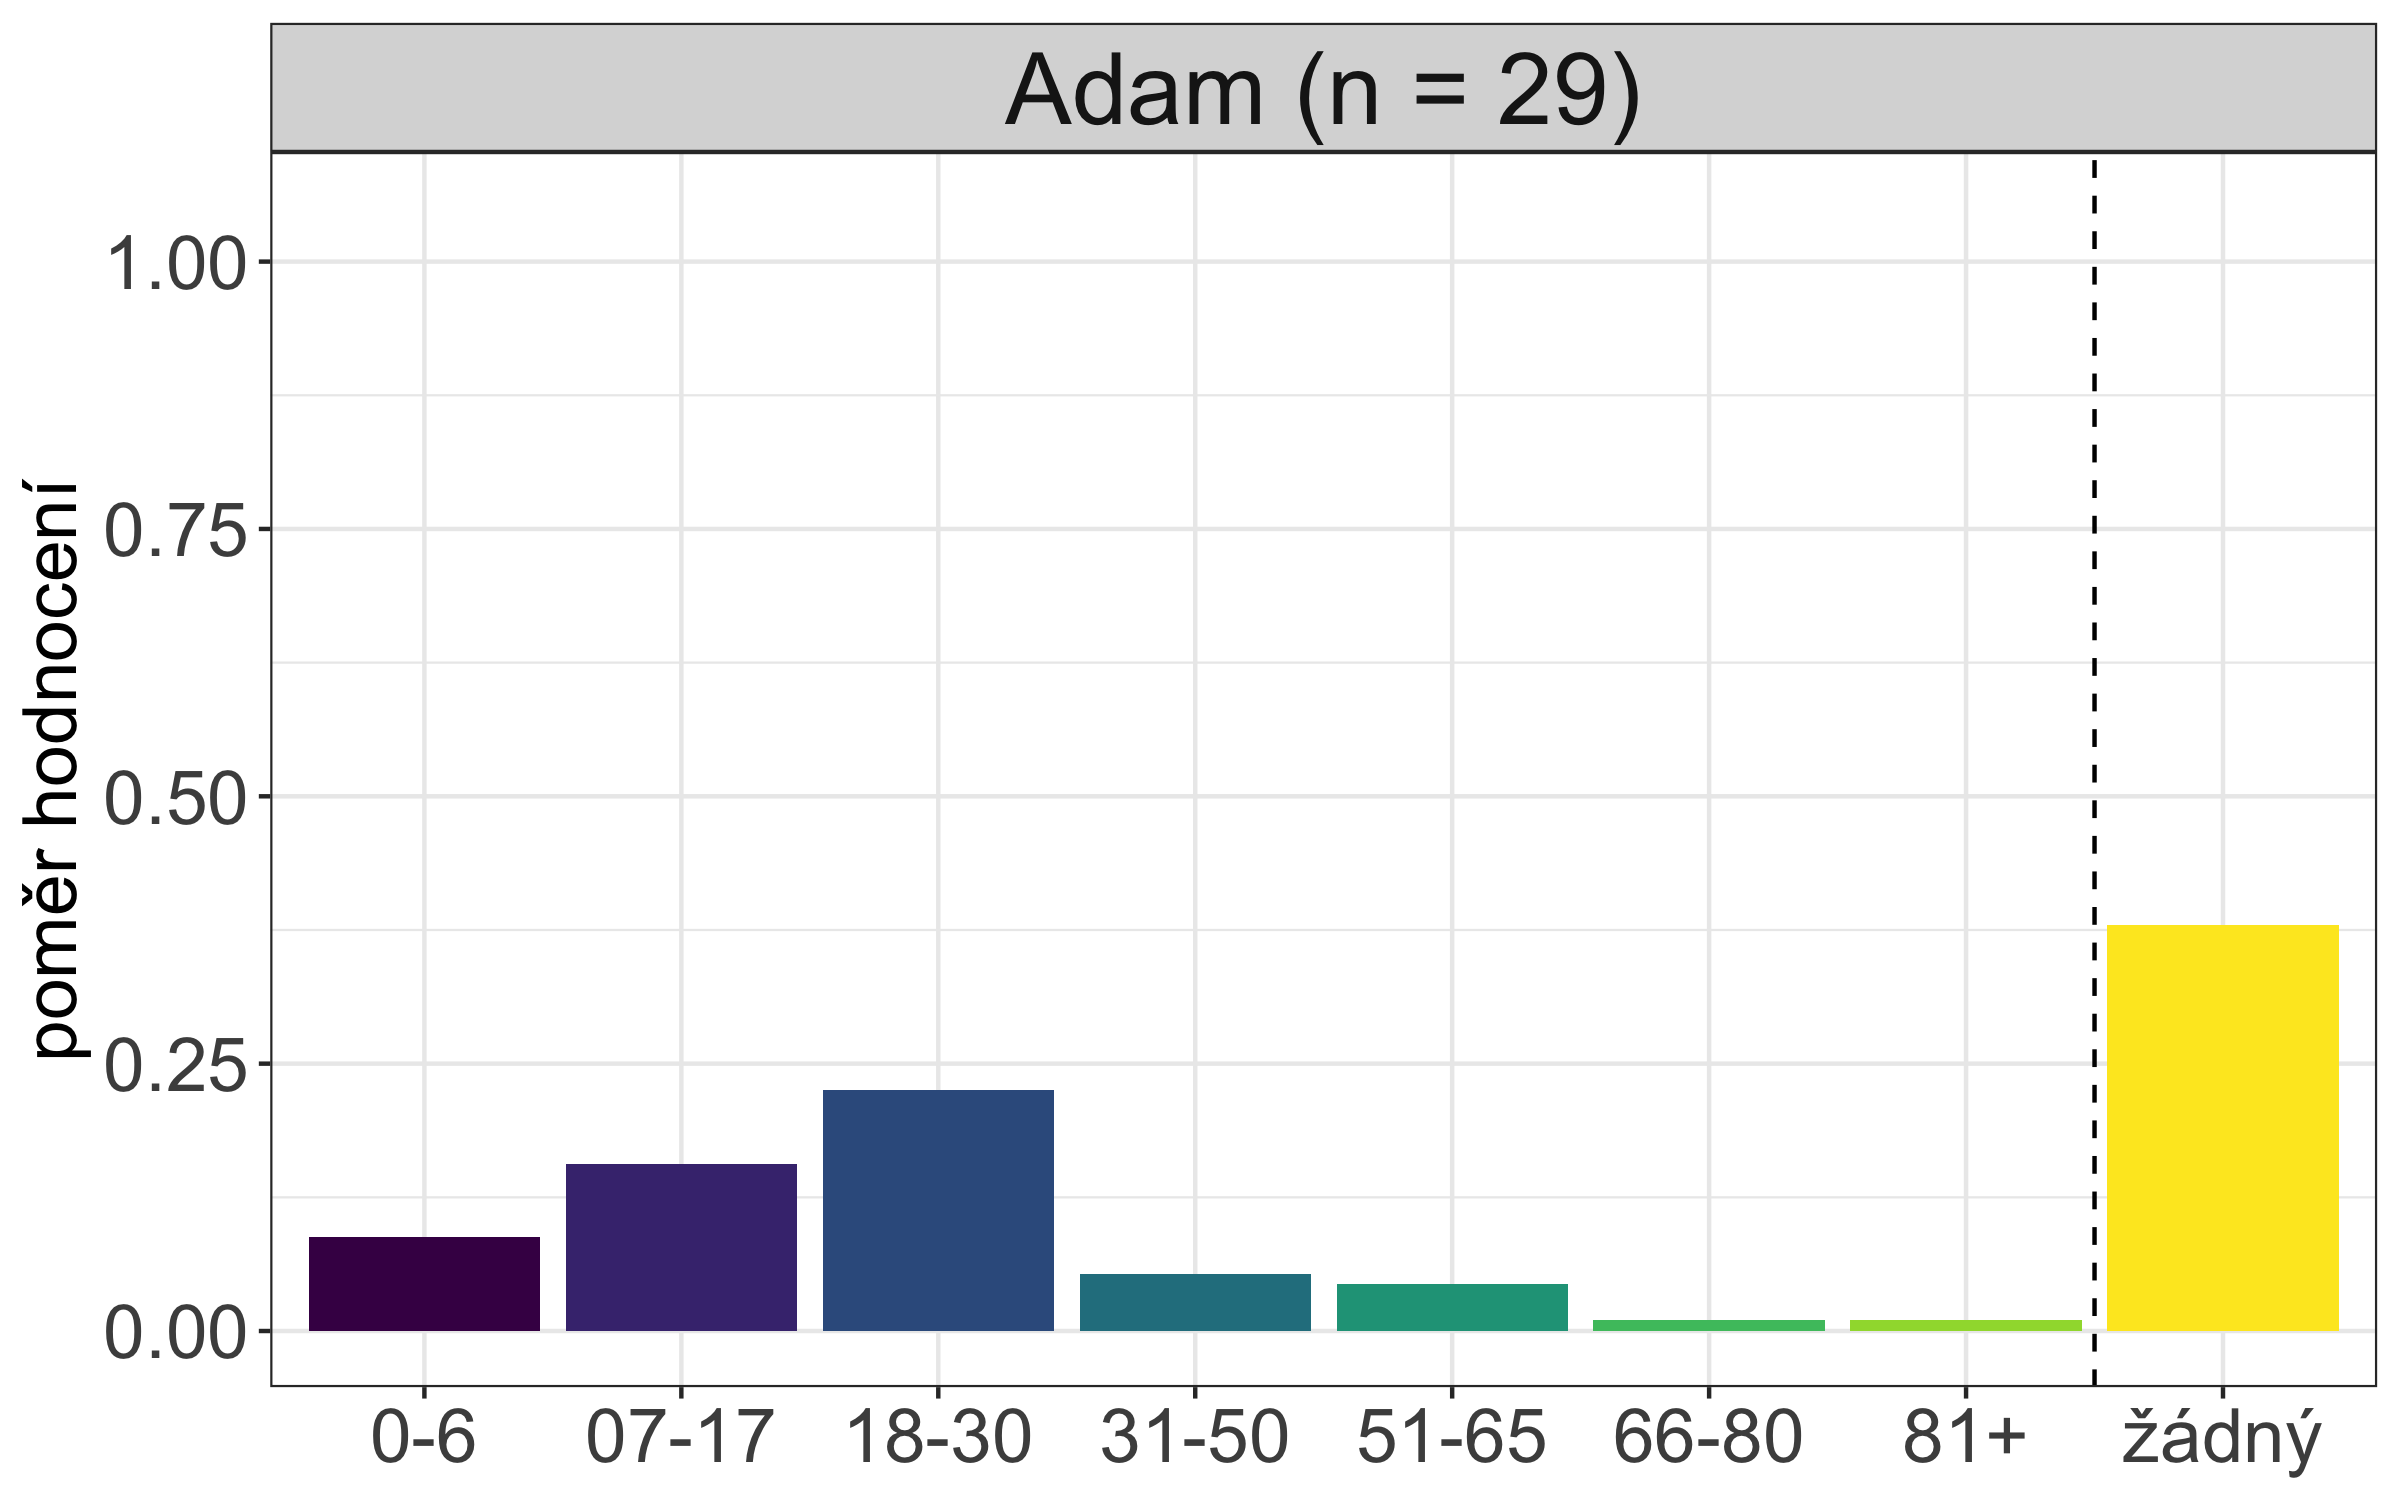 Adam (n = 29)
poměr hodnocení
1.00
0.75
0.50
0.25
0.00
0-6 07-17 18-30 31-50 51-65 66-80 81+ žádný